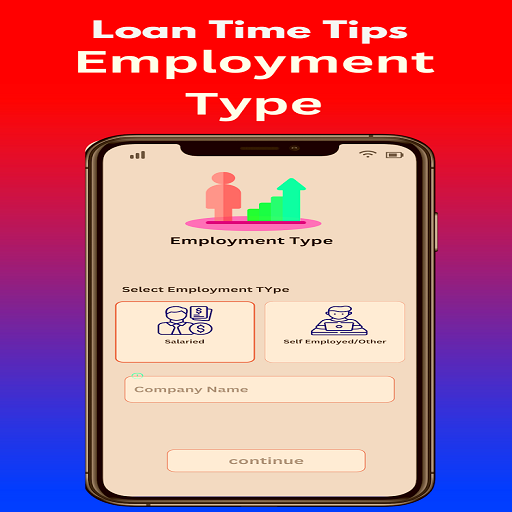 Loan Time Tips
Employment
Type
Employment Type
Select Employment TYpe
Salaried
Self Employed/Other
Company Name
continue